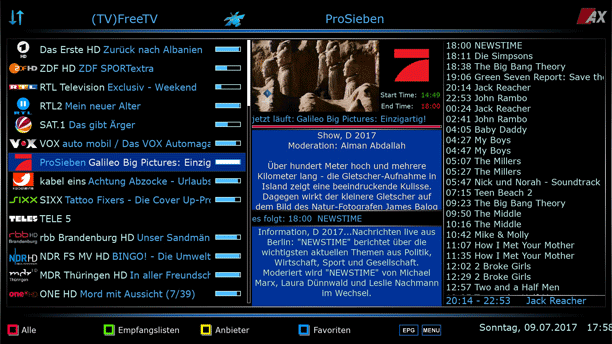 (TV)FreeTV
ProSieben
AX
Das Erste HD Zurück nach Albanien
ZDF HD ZDF SPORTextra
RTL Television Exclusiv - Weekend
RTL2 Mein neuer Alter
SAT.1 Das gibt Ärger
VOX auto mobil / Das VOX Automaga
ProSieben Galileo Big Pictures: Einzig
kabel eins Achtung Abzocke - Urlaubs
SIXX Tattoo Fixers - Die Cover Up-Pr
TELE 5
rbb Brandenburg HD Unser Sandmän
NDR FS MV HD BINGO! - Die Umwelt
MDR Thüringen HD In aller Freundsch
ONE HD Mord mit Aussicht (7/39)
Start Time: 14:49
End Time: 18:00
jetzt läuft: Galileo Big Pictures: Einzigartig!
Show, D 2017
Moderation: Aiman Abdallah
Über hundert Meter hoch und mehrere
Kilometer lang - die Gletscher-Aufnahme in
Island zeigt eine beeindruckende Kulisse.
Dagegen wirkt der kleinere Gletscher auf
dem Bild des Natur-Fotografen James Balog
es folgt: 18:00 NEWSTIME
Information, D 2017...Nachrichten live aus
Berlin: "NEWSTIME" berichtet über die
wichtigsten aktuellen Themen aus Politik,
Wirtschaft, Sport und Gesellschaft.
Moderiert wird "NEWSTIME" von Michael
Marx, Laura Dünnwald und Leslie Nachmann
im Wechsel.
18:00 NEWSTIME
18:11 Die Simpsons
18:38 The Big Bang Theory
19:06 Green Seven Report: Save the
20:14 Jack Reacher
22:53 John Rambo
00:24 Jack Reacher
02:41 John Rambo
04:05 Baby Daddy
04:27 My Boys
04:47 My Boys
05:07 The Millers
05:27 The Millers
05:47 Nick und Norah - Soundtrack
07:15 Teen Beach 2
09:23 The Big Bang Theory
09:50 The Middle
10:16 The Middle
10:42 Mike & Molly
11:07 How I Met Your Mother
11:35 How I Met Your Mother
12:02 2 Broke Girls
12:29 2 Broke Girls
12:57 Two and a Half Men
20:14 - 22:53 Jack Reacher
Alle
Empfangslisten
Anbieter
Favoriten
EPG
MENU
Sonntag, 09.07.2017 17:58